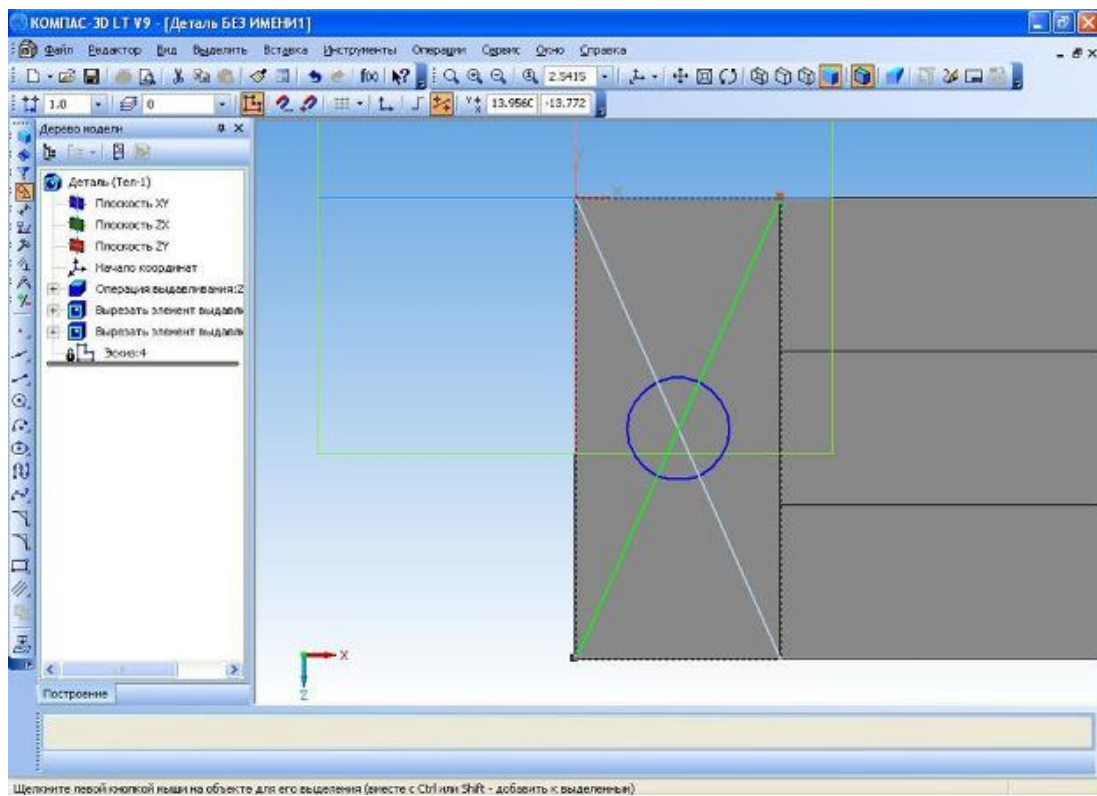 КОМПАС-3D LT V9 - [Деталь БЕЗ ИМЕНИ1]
Файл Редактор Вид Выделить Вставка Инструменты Операции Сервис Окно Справка
f(x) 2.5415
1.0 0 13.956 -13.772
Дерево модели
Деталь (Тел-1)
Плоскость XY
Плоскость ZX
Плоскость ZY
Начало координат
Операция выдавливания:2
Вырезать элемент выдавли
Вырезать элемент выдавли
Эскиз:4
Y
X
X
Z
Построение
Щелкните левой кнопкой мыши на объекте для его выделения (вместе с Ctrl или Shift - добавить к выделенным)